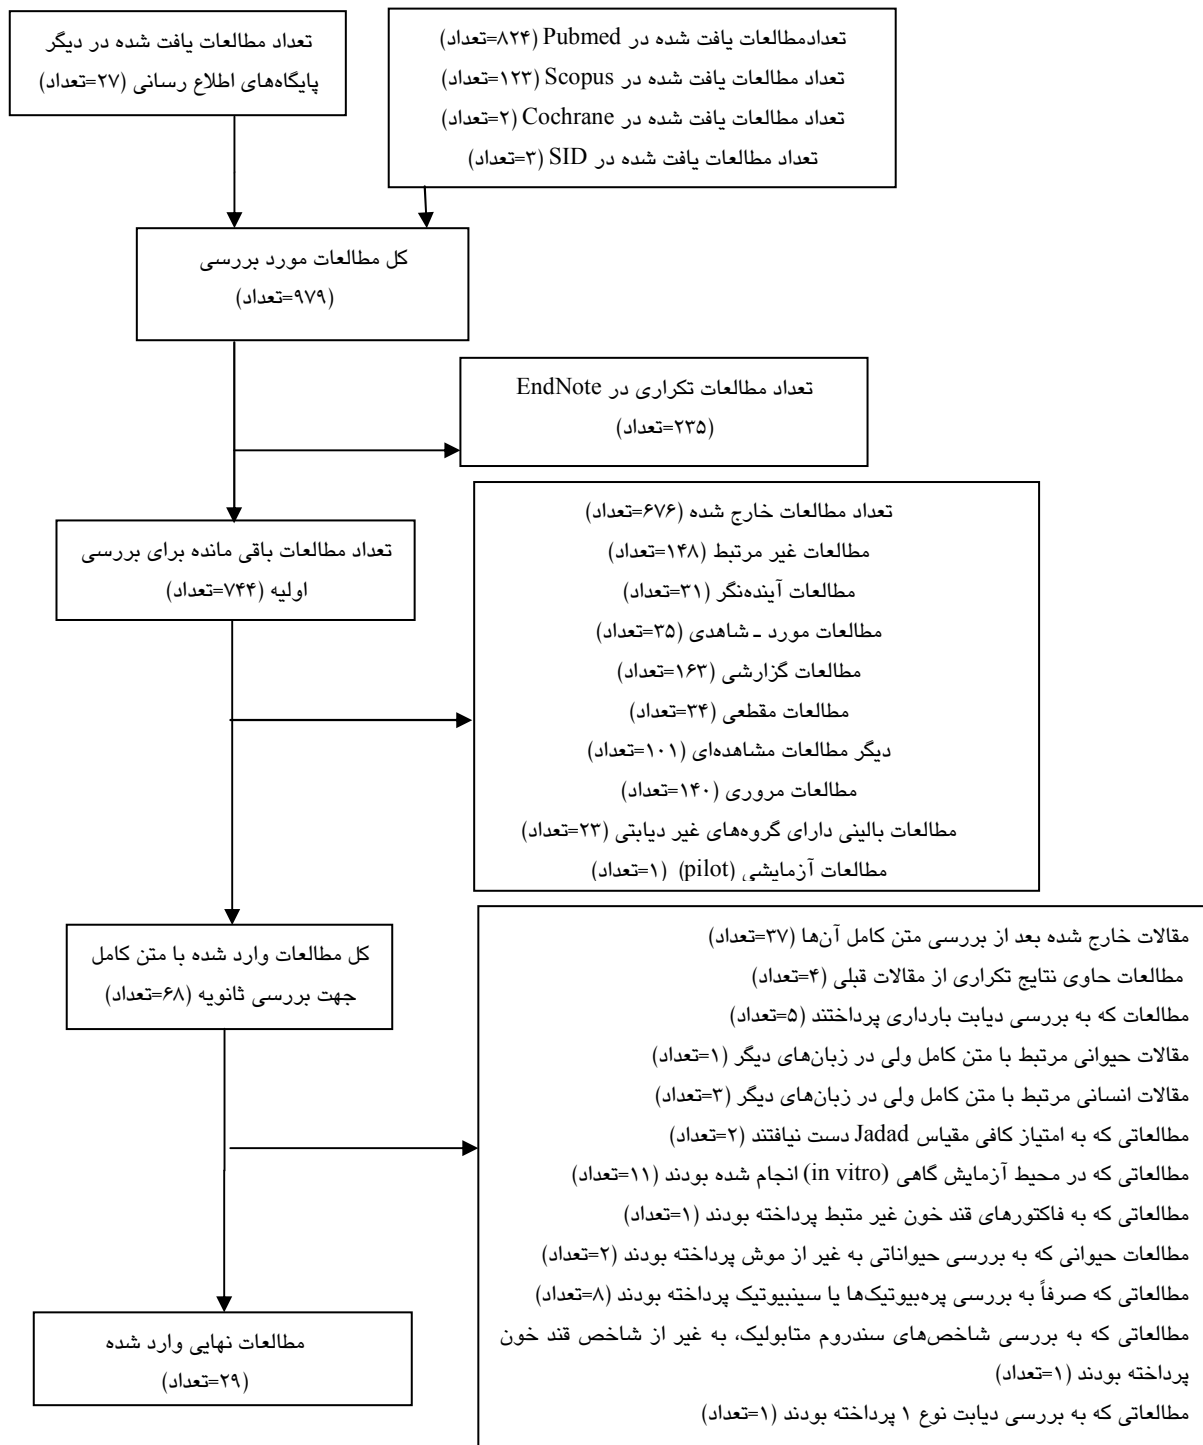 تعداد مطالعات یافت شده در دیگر
پایگاه‌های اطلاع رسانی (۲۷=تعداد)
تعدادمطالعات یافت شده در Pubmed (۸۲۴=تعداد)
تعداد مطالعات یافت شده در Scopus (۱۲۳=تعداد)
تعداد مطالعات یافت شده در Cochrane (۲=تعداد)
تعداد مطالعات یافت شده در SID (۳=تعداد)
کل مطالعات مورد بررسی
(۹۷۹=تعداد)
تعداد مطالعات تکراری در EndNote
(۲۳۵=تعداد)
تعداد مطالعات باقی مانده برای بررسی
اولیه (۷۴۴=تعداد)
تعداد مطالعات خارج شده (۶۷۶=تعداد)
مطالعات غیر مرتبط (۱۴۸=تعداد)
مطالعات آینده‌نگر (۳۱=تعداد)
مطالعات مورد ـ شاهدی (۳۵=تعداد)
مطالعات گزارشی (۱۶۳=تعداد)
مطالعات مقطعی (۳۴=تعداد)
دیگر مطالعات مشاهده‌ای (۱۰۱=تعداد)
مطالعات مروری (۱۴۰=تعداد)
مطالعات بالینی دارای گروه‌های غیر دیابتی (۲۳=تعداد)
مطالعات آزمایشی (pilot) (۱=تعداد)
کل مطالعات وارد شده با متن کامل
جهت بررسی ثانویه (۶۸=تعداد)
مقالات خارج شده بعد از بررسی متن کامل آن‌ها (۳۷=تعداد)
مطالعات حاوی نتایج تکراری از مقالات قبلی (۴=تعداد)
مطالعات که به بررسی دیابت بارداری پرداختند (۵=تعداد)
مقالات حیوانی مرتبط با متن کامل ولی در زبان‌های دیگر (۱=تعداد)
مقالات انسانی مرتبط با متن کامل ولی در زبان‌های دیگر (۳=تعداد)
مطالعاتی که به امتیاز کافی مقیاس Jadad دست نیافتند (۲=تعداد)
مطالعاتی که در محیط آزمایش گاهی (in vitro) انجام شده بودند (۱۱=تعداد)
مطالعاتی که به فاکتورهای قند خون غیر متبط پرداخته بودند (۱=تعداد)
مطالعات حیوانی که به بررسی حیواناتی به غیر از موش پرداخته بودند (۲=تعداد)
مطالعاتی که صرفاً به بررسی پره‌بیوتیک‌ها یا سینبیوتیک پرداخته بودند (۸=تعداد)
مطالعاتی که به بررسی شاخص‌های سندروم متابولیک، به غیر از شاخص قند خون
پرداخته بودند (۱=تعداد)
مطالعاتی که به بررسی دیابت نوع ۱ پرداخته بودند (۱=تعداد)
مطالعات نهایی وارد شده
(۲۹=تعداد)